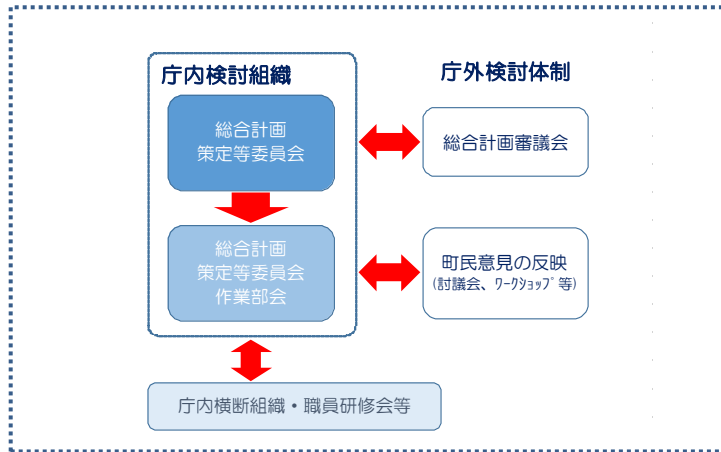 庁内検討組織
庁外検討体制
総合計画
策定等委員会
総合計画審議会
総合計画
策定等委員会
作業部会
町民意見の反映
(討議会、ﾜｰｸｼｮｯﾌﾟ等)
庁内横断組織・職員研修会等